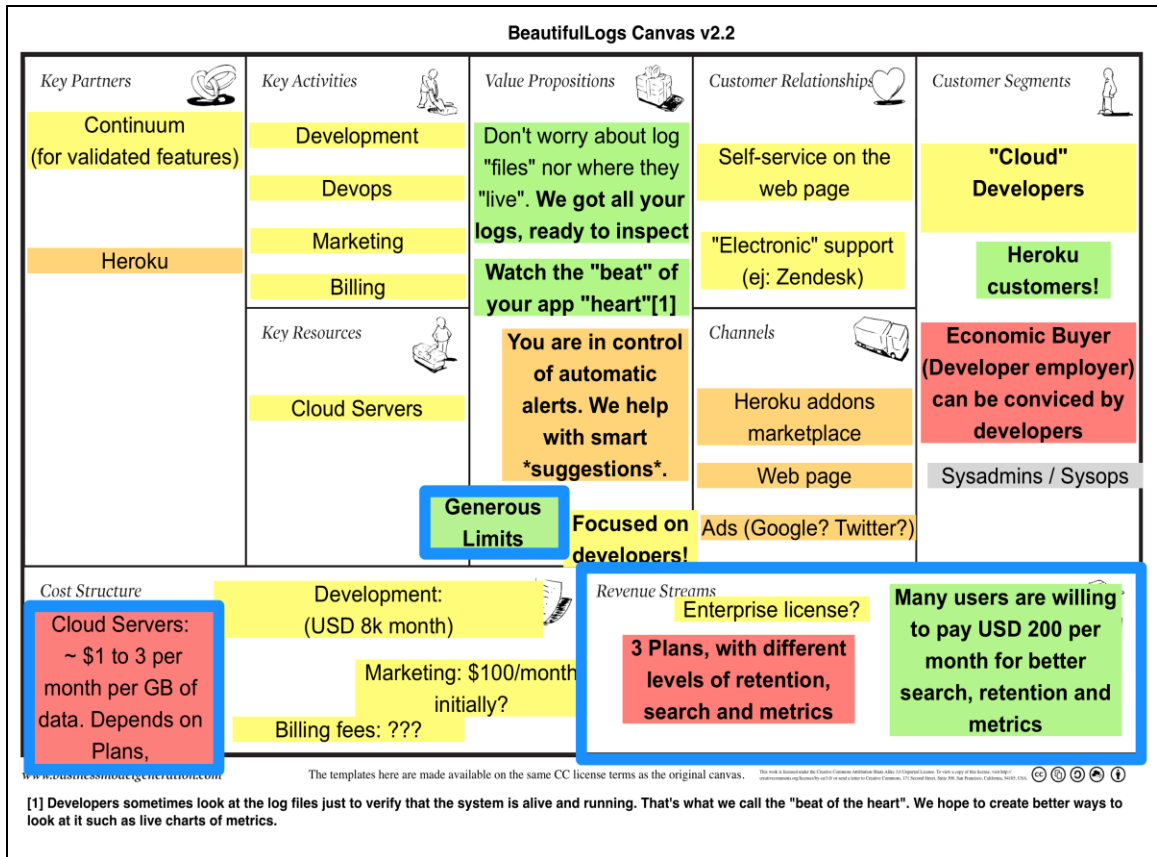 BeautifulLogs Canvas v2.2
Key Partners
Continuum
(for validated features)
Heroku
Key Activities
Development
Devops
Marketing
Billing
Key Resources
Cloud Servers
Value Propositions
Don't worry about log
"files" nor where they
"live". We got all your
logs, ready to inspect
Watch the "beat" of
your app "heart"[1]
You are in control
of automatic
alerts. We help
with smart
*suggestions*.
Generous
Limits
Focused on
developers!
Customer Relationships
Self-service on the
web page
"Electronic" support
(ej: Zendesk)
Channels
Heroku addons
marketplace
Web page
Ads (Google? Twitter?)
Customer Segments
"Cloud"
Developers
Heroku
customers!
Economic Buyer
(Developer employer)
can be conviced by
developers
Sysadmins / Sysops
Cost Structure
Cloud Servers:
~ $1 to 3 per
month per GB of
data. Depends on
Plans,
Development:
(USD 8k month)
Marketing: $100/month
initially?
Billing fees: ???
Revenue Streams
Enterprise license?
3 Plans, with different
levels of retention,
search and metrics
Many users are willing
to pay USD 200 per
month for better
search, retention and
metrics
www.businessmodelgeneration.com
The templates here are made available on the same CC license terms as the original canvas.
[1] Developers sometimes look at the log files just to verify that the system is alive and running. That's what we call the "beat of the heart". We hope to create better ways to
look at it such as live charts of metrics.